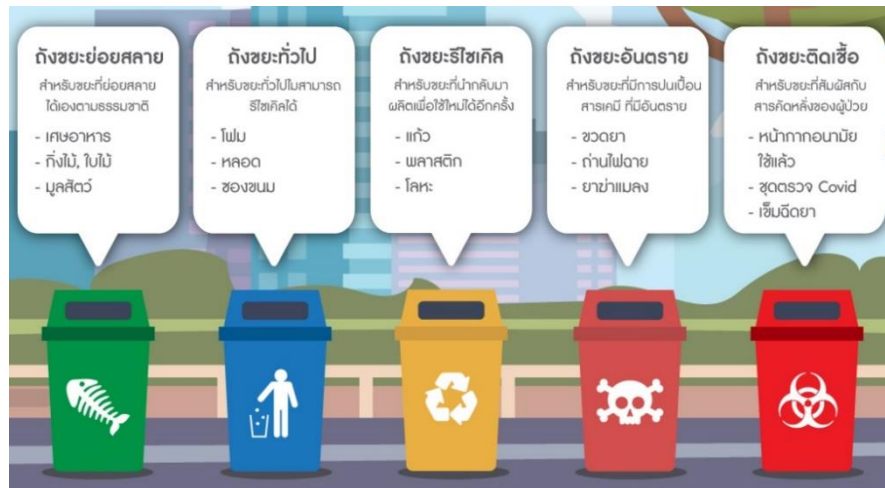 ถังขยะย่อยสลาย
สำหรับขยะที่ย่อยสลาย
ได้เองตามธรรมชาติ
- เศษอาหาร
- กิ่งไม้, ใบไม้
- มูลสัตว์
ถังขยะทั่วไป
สำหรับขยะทั่วไปไม่สามารถ
รีไซเคิลได้
- โฟม
- หลอด
- ซองขนม
ถังขยะรีไซเคิล
สำหรับขยะที่นำกลับมา
ผลิตเพื่อใช้ใหม่ได้อีกครั้ง
- แก้ว
- พลาสติก
- โลหะ
ถังขยะอันตราย
สำหรับขยะที่มีการปนเปื้อน
สารเคมี ที่มีอันตราย
- ขวดยา
- ถ่านไฟฉาย
- ยาฆ่าแมลง
ถังขยะติดเชื้อ
สำหรับขยะที่สัมผัสกับ
สารคัดหลั่งของผู้ป่วย
- หน้ากากอนามัย
ใช้แล้ว
- ชุดตรวจ Covid
- เข็มฉีดยา